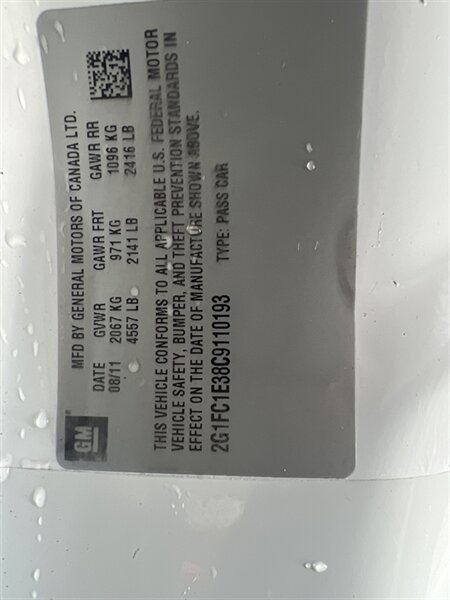 GM
MFD BY GENERAL MOTORS OF CANADA LTD.
DATE GVWR GAWR FRT GAWR RR
08/11 2067 KG 971 KG 1096 KG
4557 LB 2141 LB 2416 LB
THIS VEHICLE CONFORMS TO ALL APPLICABLE U.S. FEDERAL MOTOR
VEHICLE SAFETY, BUMPER, AND THEFT PREVENTION STANDARDS IN
EFFECT ON THE DATE OF MANUFACTURE SHOWN ABOVE.
2G1FC1E38C9110193 TYPE: PASS CAR